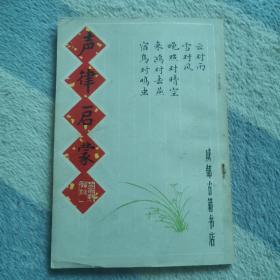 声律启蒙
云对雨
雪对风
晚照对晴空
来鸿对去燕
宿鸟对鸣虫
成都古籍书店